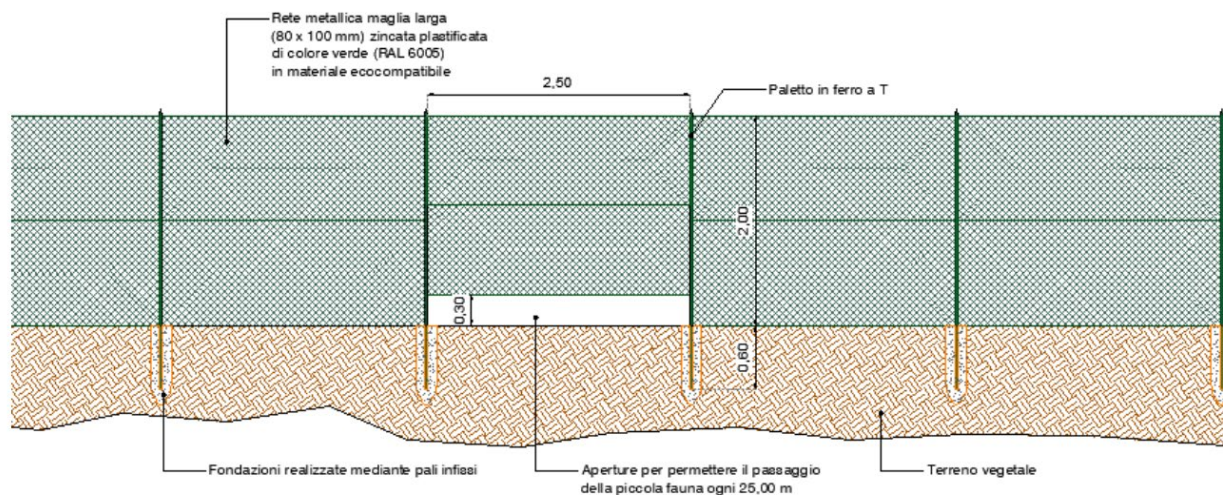 Rete metallica maglia larga
(80 x 100 mm) zincata plastificata
di colore verde (RAL 6005)
in materiale ecocompatibile
2,50
Paletto in ferro a T
2,00
0,30
0,60
Fondazioni realizzate mediante pali infissi
Aperture per permettere il passaggio
della piccola fauna ogni 25,00 m
Terreno vegetale